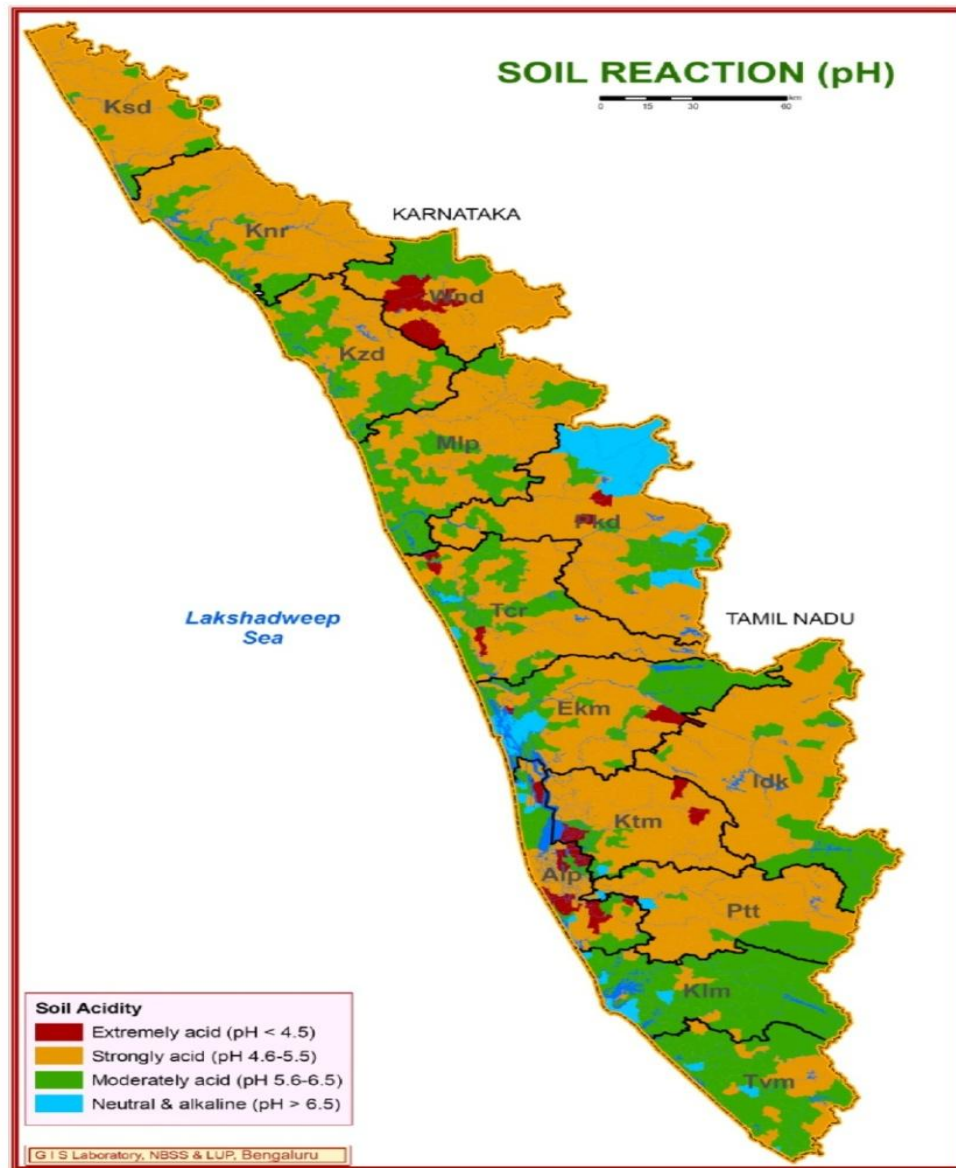 SOIL REACTION (pH)
km
0 15 30 60
Ksd
KARNATAKA
Knr
Wnd
Kzd
Mlp
Pkd
Lakshadweep
Sea
Tcr
TAMIL NADU
Ekm
Idk
Ktm
Alp
Ptt
Klm
Tvm
Soil Acidity
Extremely acid (pH < 4.5)
Strongly acid (pH 4.6-5.5)
Moderately acid (pH 5.6-6.5)
Neutral & alkaline (pH > 6.5)
G I S Laboratory, NBSS & LUP, Bengaluru